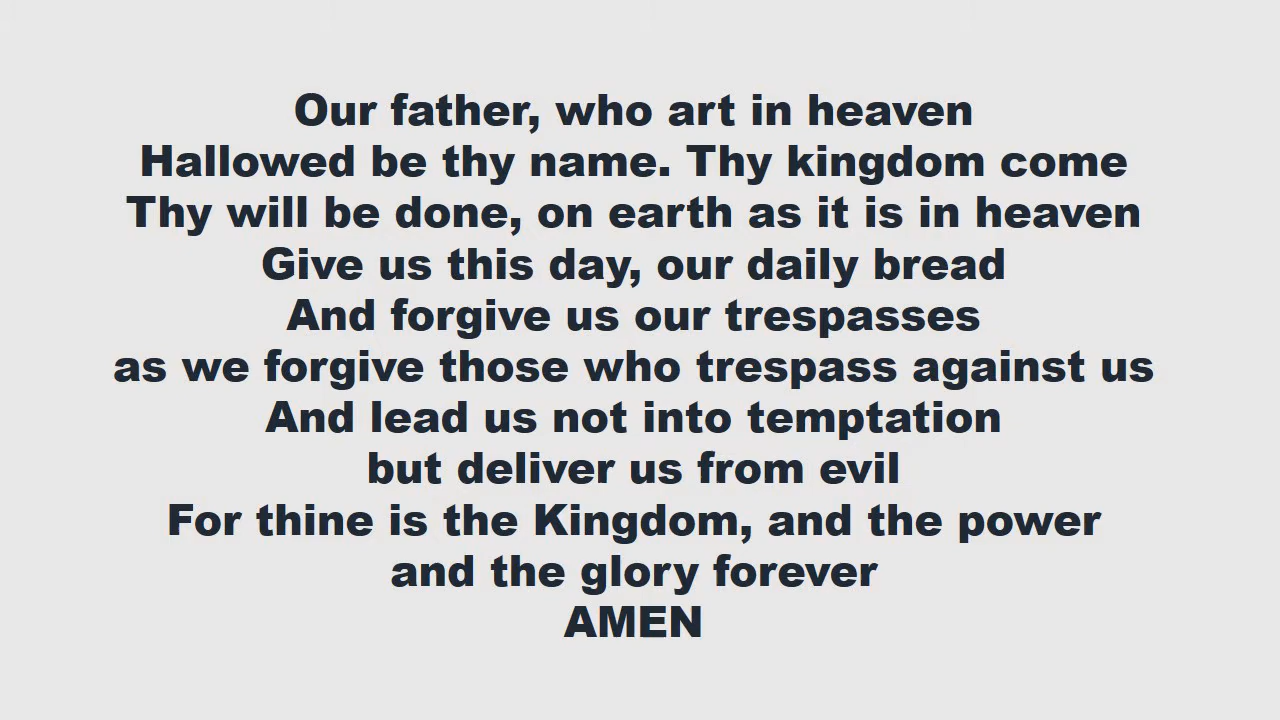 Our father, who art in heaven
Hallowed be thy name. Thy kingdom come
Thy will be done, on earth as it is in heaven
Give us this day, our daily bread
And forgive us our trespasses
as we forgive those who trespass against us
And lead us not into temptation
but deliver us from evil
For thine is the Kingdom, and the power
and the glory forever
AMEN